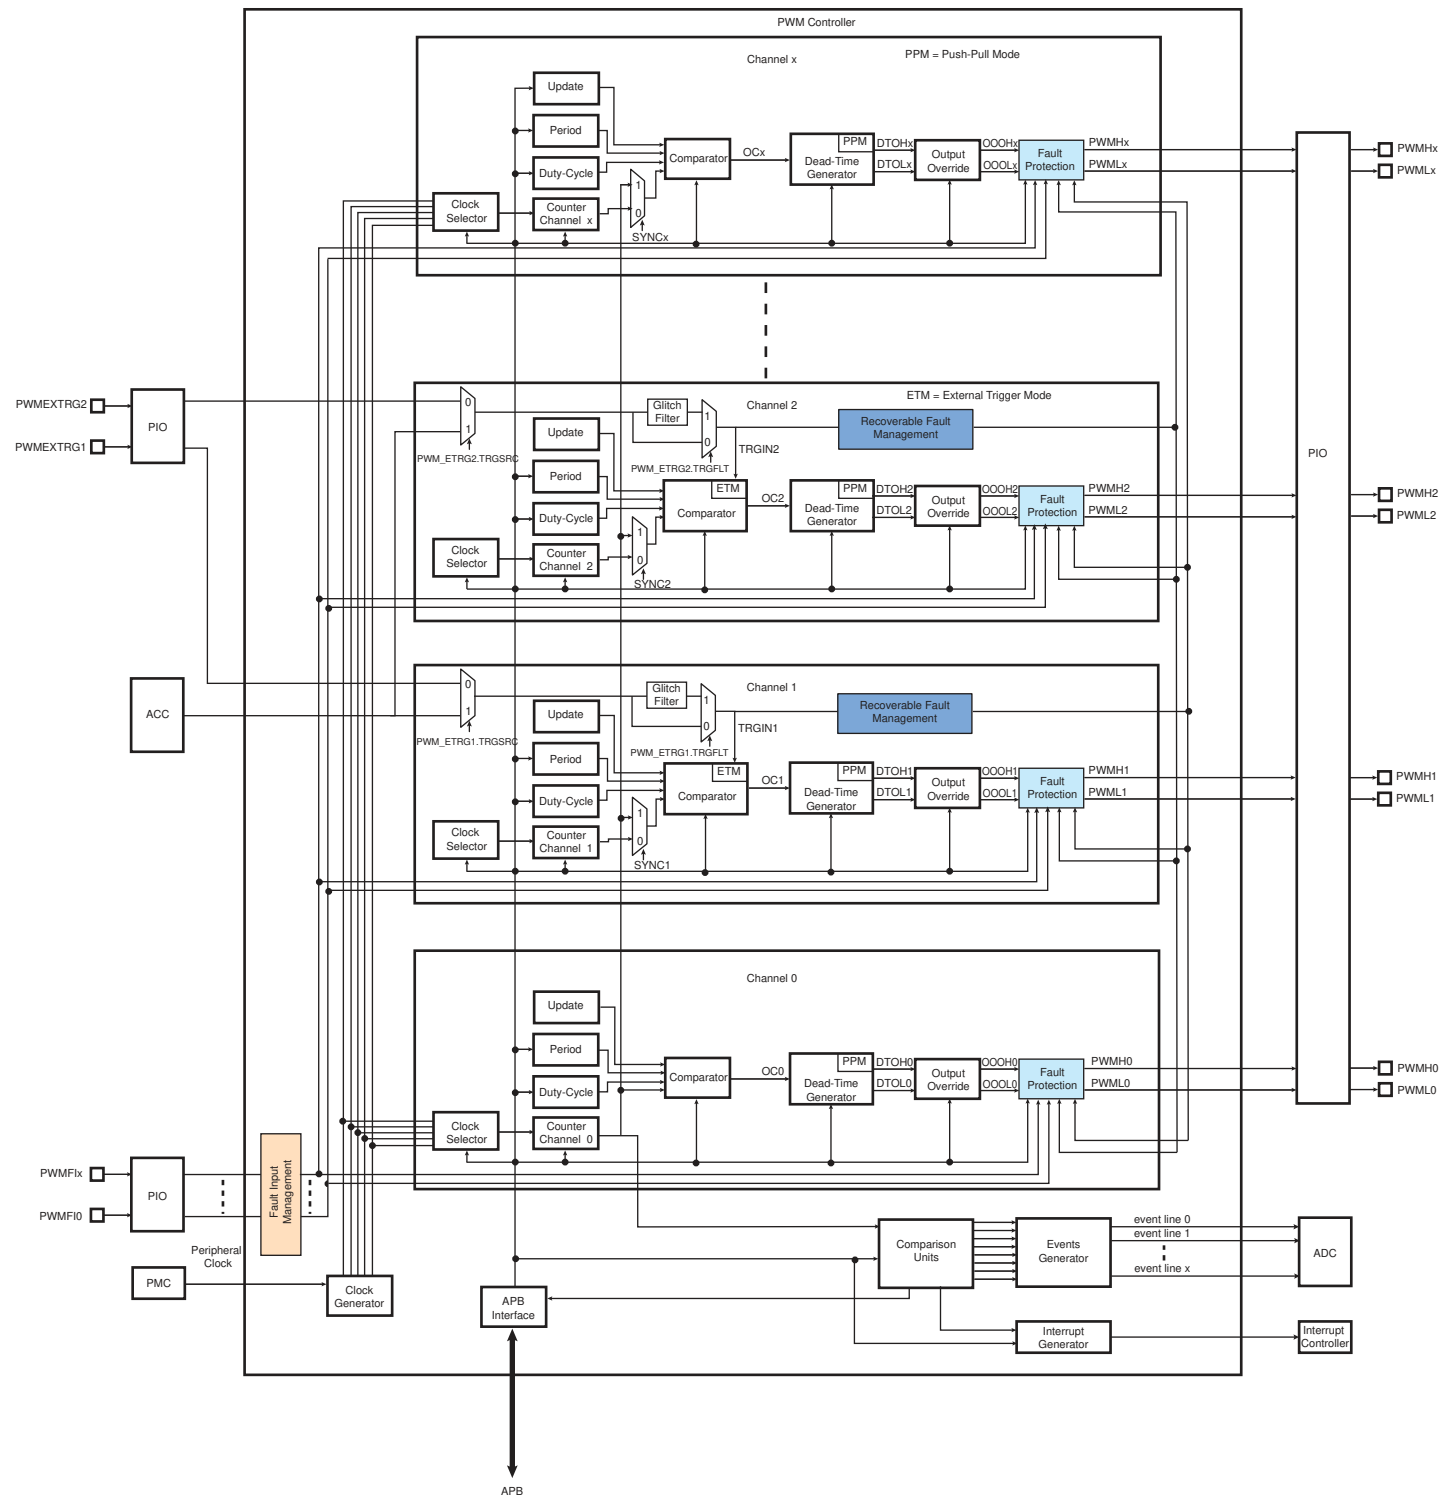 PWM Controller
Channel x
PPM = Push-Pull Mode
Update
Period
Duty-Cycle
Clock
Selector
Counter
Channel x
1
0
SYNCx
Comparator
OCx
PPM
Dead-Time
Generator
DTOHx
DTOLx
Output
Override
OOOHx
OOOLx
Fault
Protection
PWMHx
PWMLx
PWMHx
PWMLx
PWMEXTRG2
PWMEXTRG1
PIO
ETM = External Trigger Mode
Channel 2
0
1
PWM_ETRG2.TRGSRC
Glitch
Filter
1
0
PWM_ETRG2.TRGFLT
TRGIN2
Recoverable Fault
Management
Update
Period
Duty-Cycle
Clock
Selector
Counter
Channel 2
1
0
SYNC2
ETM
Comparator
OC2
PPM
Dead-Time
Generator
DTOH2
DTOL2
Output
Override
OOOH2
OOOL2
Fault
Protection
PWMH2
PWML2
PIO
PWMH2
PWML2
ACC
Channel 1
0
1
PWM_ETRG1.TRGSRC
Glitch
Filter
1
0
PWM_ETRG1.TRGFLT
TRGIN1
Recoverable Fault
Management
Update
Period
Duty-Cycle
Clock
Selector
Counter
Channel 1
1
0
SYNC1
ETM
Comparator
OC1
PPM
Dead-Time
Generator
DTOH1
DTOL1
Output
Override
OOOH1
OOOL1
Fault
Protection
PWMH1
PWML1
PWMH1
PWML1
Channel 0
Update
Period
Duty-Cycle
Clock
Selector
Counter
Channel 0
Comparator
OC0
PPM
Dead-Time
Generator
DTOH0
DTOL0
Output
Override
OOOH0
OOOL0
Fault
Protection
PWMH0
PWML0
PWMH0
PWML0
PWMFIx
PWMFI0
PIO
Fault Input
Management
Peripheral
Clock
PMC
Clock
Generator
APB
Interface
Comparison
Units
Events
Generator
event line 0
event line 1
event line x
ADC
Interrupt
Generator
Interrupt
Controller
APB